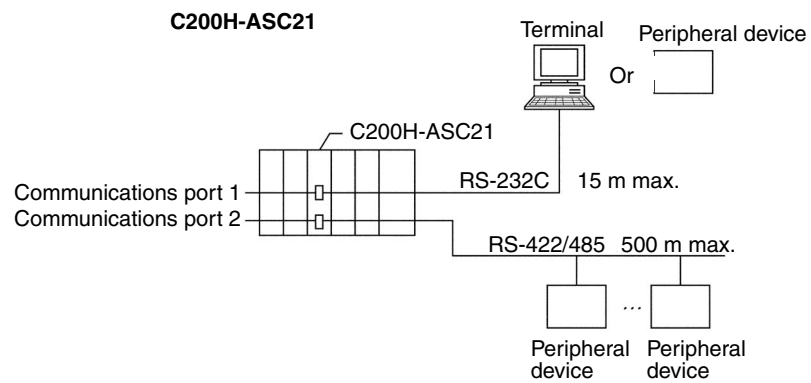 C200H-ASC21
Terminal
Peripheral device
Or
C200H-ASC21
Communications port 1
RS-232C 15 m max.
Communications port 2
RS-422/485 500 m max.
...
Peripheral device
Peripheral device